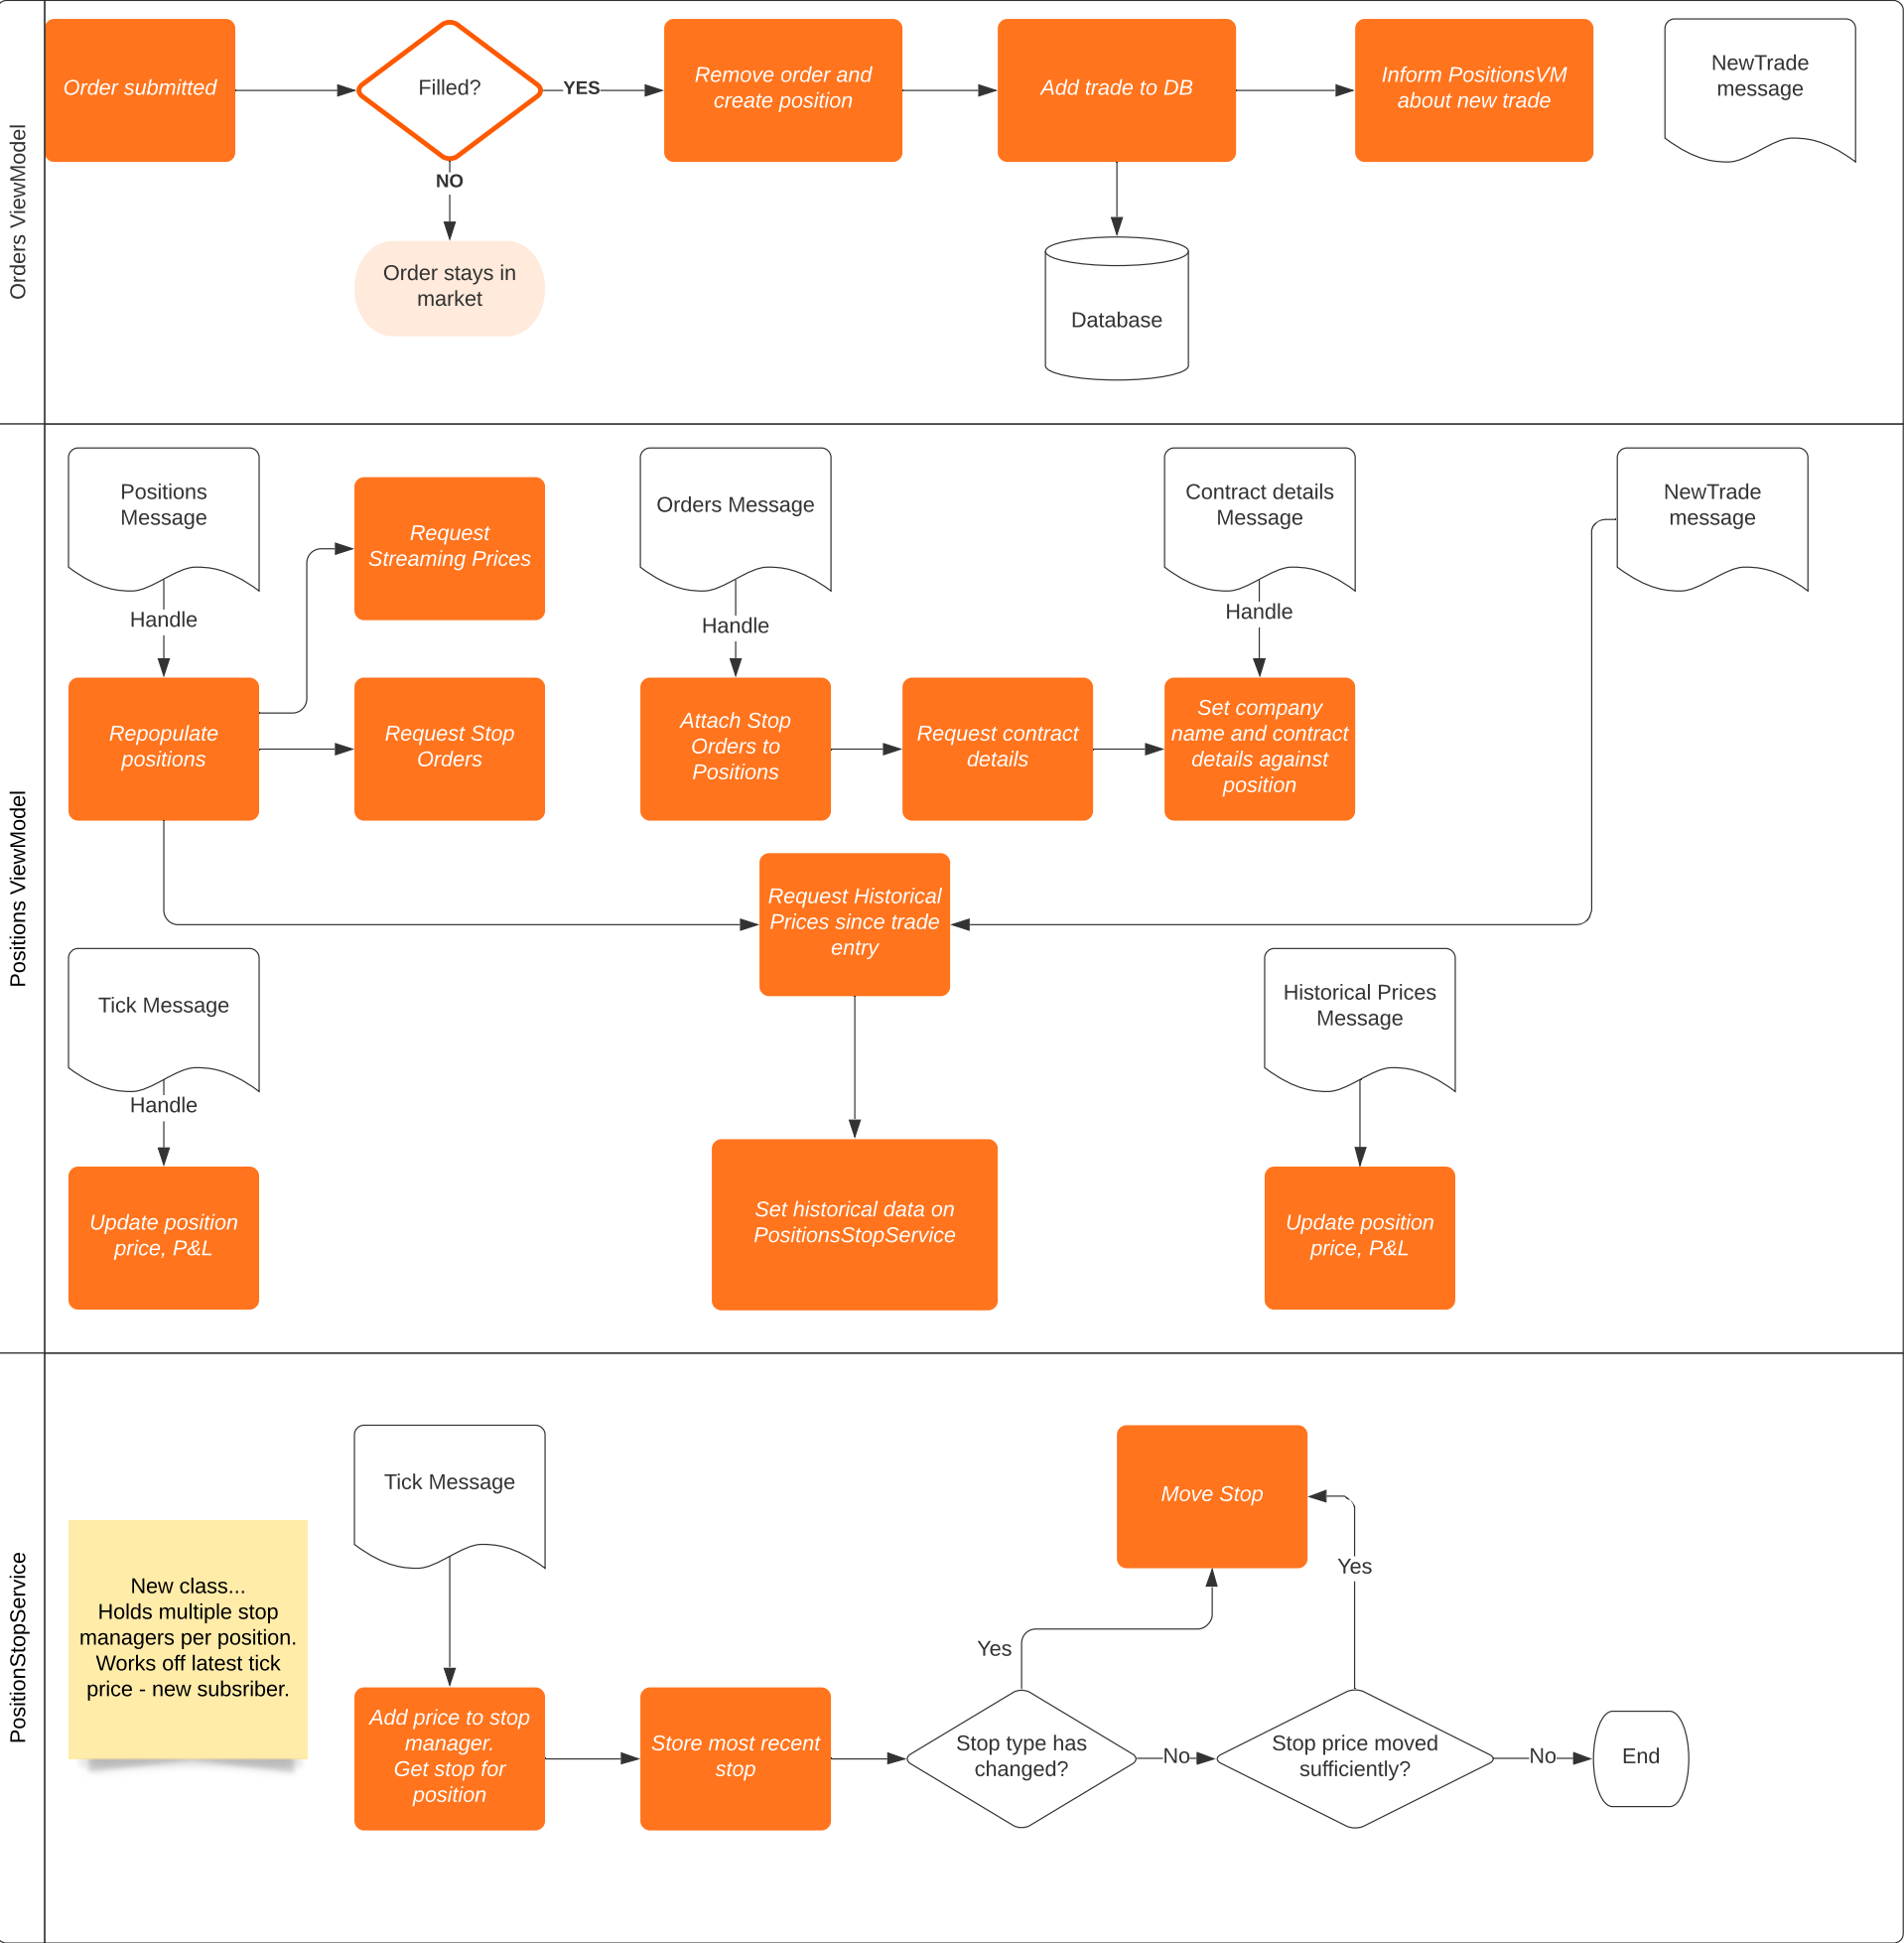 Orders ViewModel
Order submitted
Filled?
YES
NO
Order stays in
market
Remove order and
create position
Add trade to DB
Database
Inform PositionsVM
about new trade
NewTrade
message
Positions ViewModel
Positions
Message
Handle
Repopulate
positions
Request
Streaming Prices
Request Stop
Orders
Orders Message
Handle
Attach Stop
Orders to
Positions
Request contract
details
Contract details
Message
Handle
Set company
name and contract
details against
position
NewTrade
message
Request Historical
Prices since trade
entry
Tick Message
Handle
Update position
price, P&L
Set historical data on
PositionsStopService
Historical Prices
Message
Update position
price, P&L
PositionStopService
New class...
Holds multiple stop
managers per position.
Works off latest tick
price - new subsriber.
Tick Message
Add price to stop
manager.
Get stop for
position
Store most recent
stop
Stop type has
changed?
Yes
No
Move Stop
Stop price moved
sufficiently?
Yes
No
End